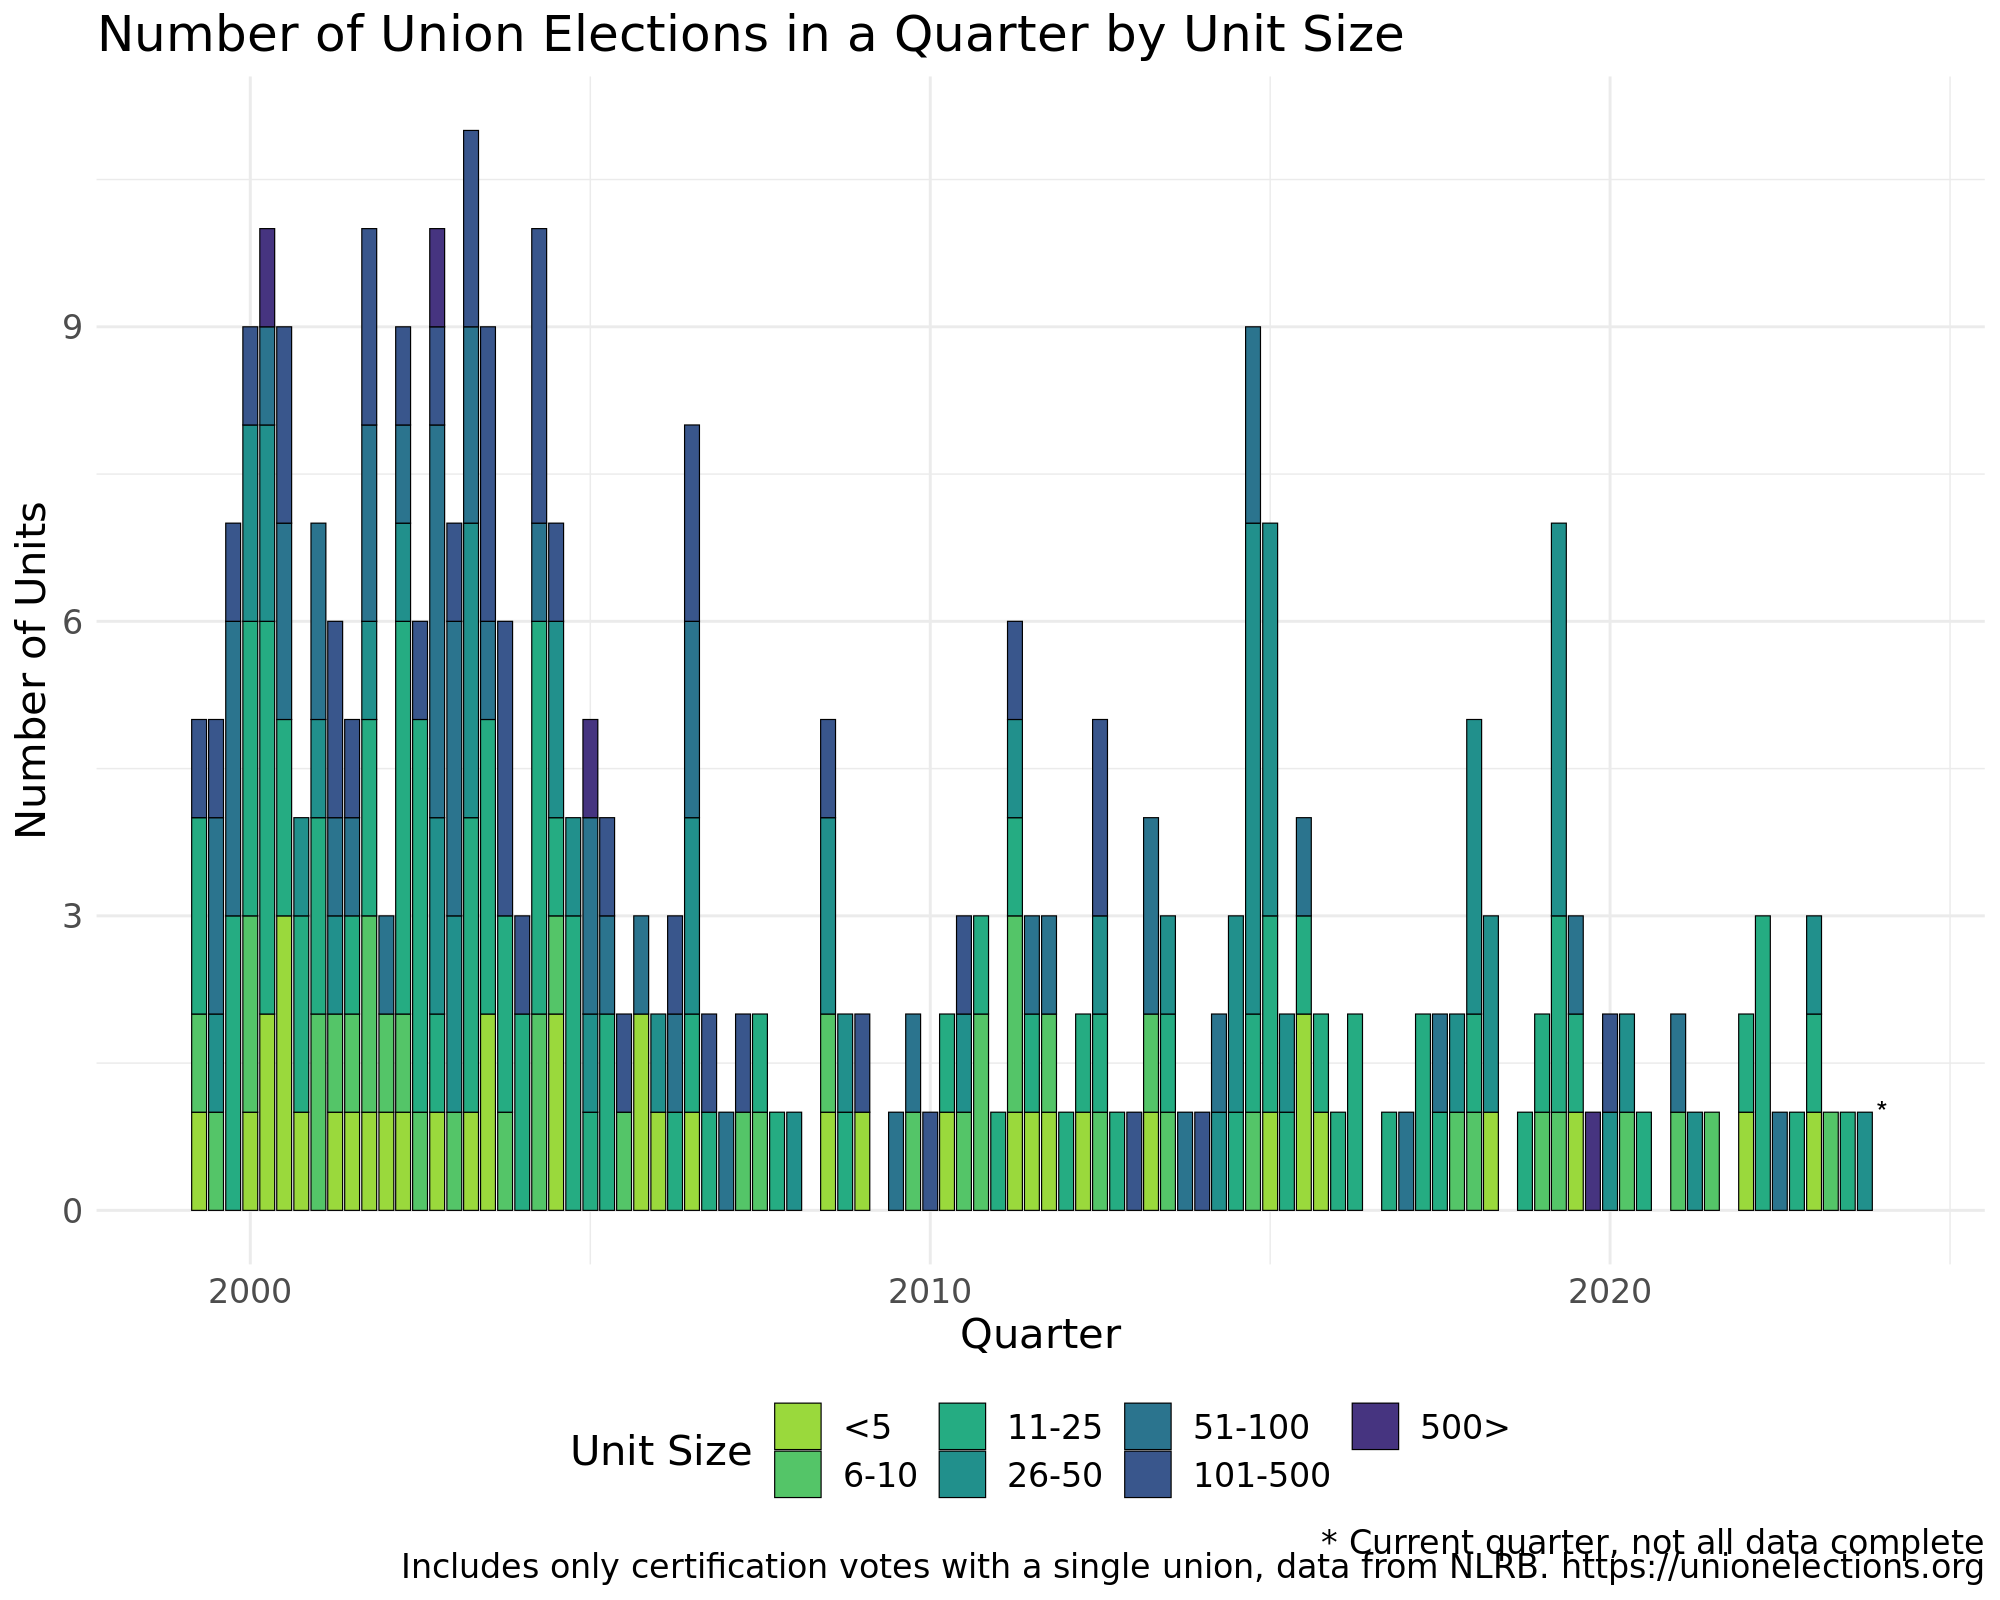 Number of Union Elections in a Quarter by Unit Size
Number of Units
9
6
3
0
*
2000 2010 2020
Quarter
Unit Size
<5 11-25 51-100 500>
6-10 26-50 101-500
* Current quarter, not all data complete
Includes only certification votes with a single union, data from NLRB. https://unionelections.org